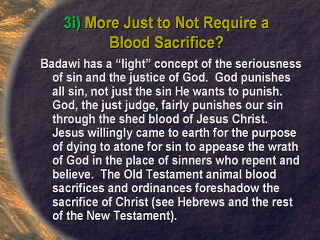 3i) More Just to Not Require a
Blood Sacrifice?
Badawi has a “light” concept of the seriousness
of sin and the justice of God.  God punishes
all sin, not just the sin He wants to punish.
God, the just judge, fairly punishes our sin
through the shed blood of Jesus Christ.
Jesus willingly came to earth for the purpose
of dying to atone for sin to appease the wrath
of God in the place of sinners who repent and
believe.  The Old Testament animal blood
sacrifices and ordinances foreshadow the
sacrifice of Christ (see Hebrews and the rest
of the New Testament).